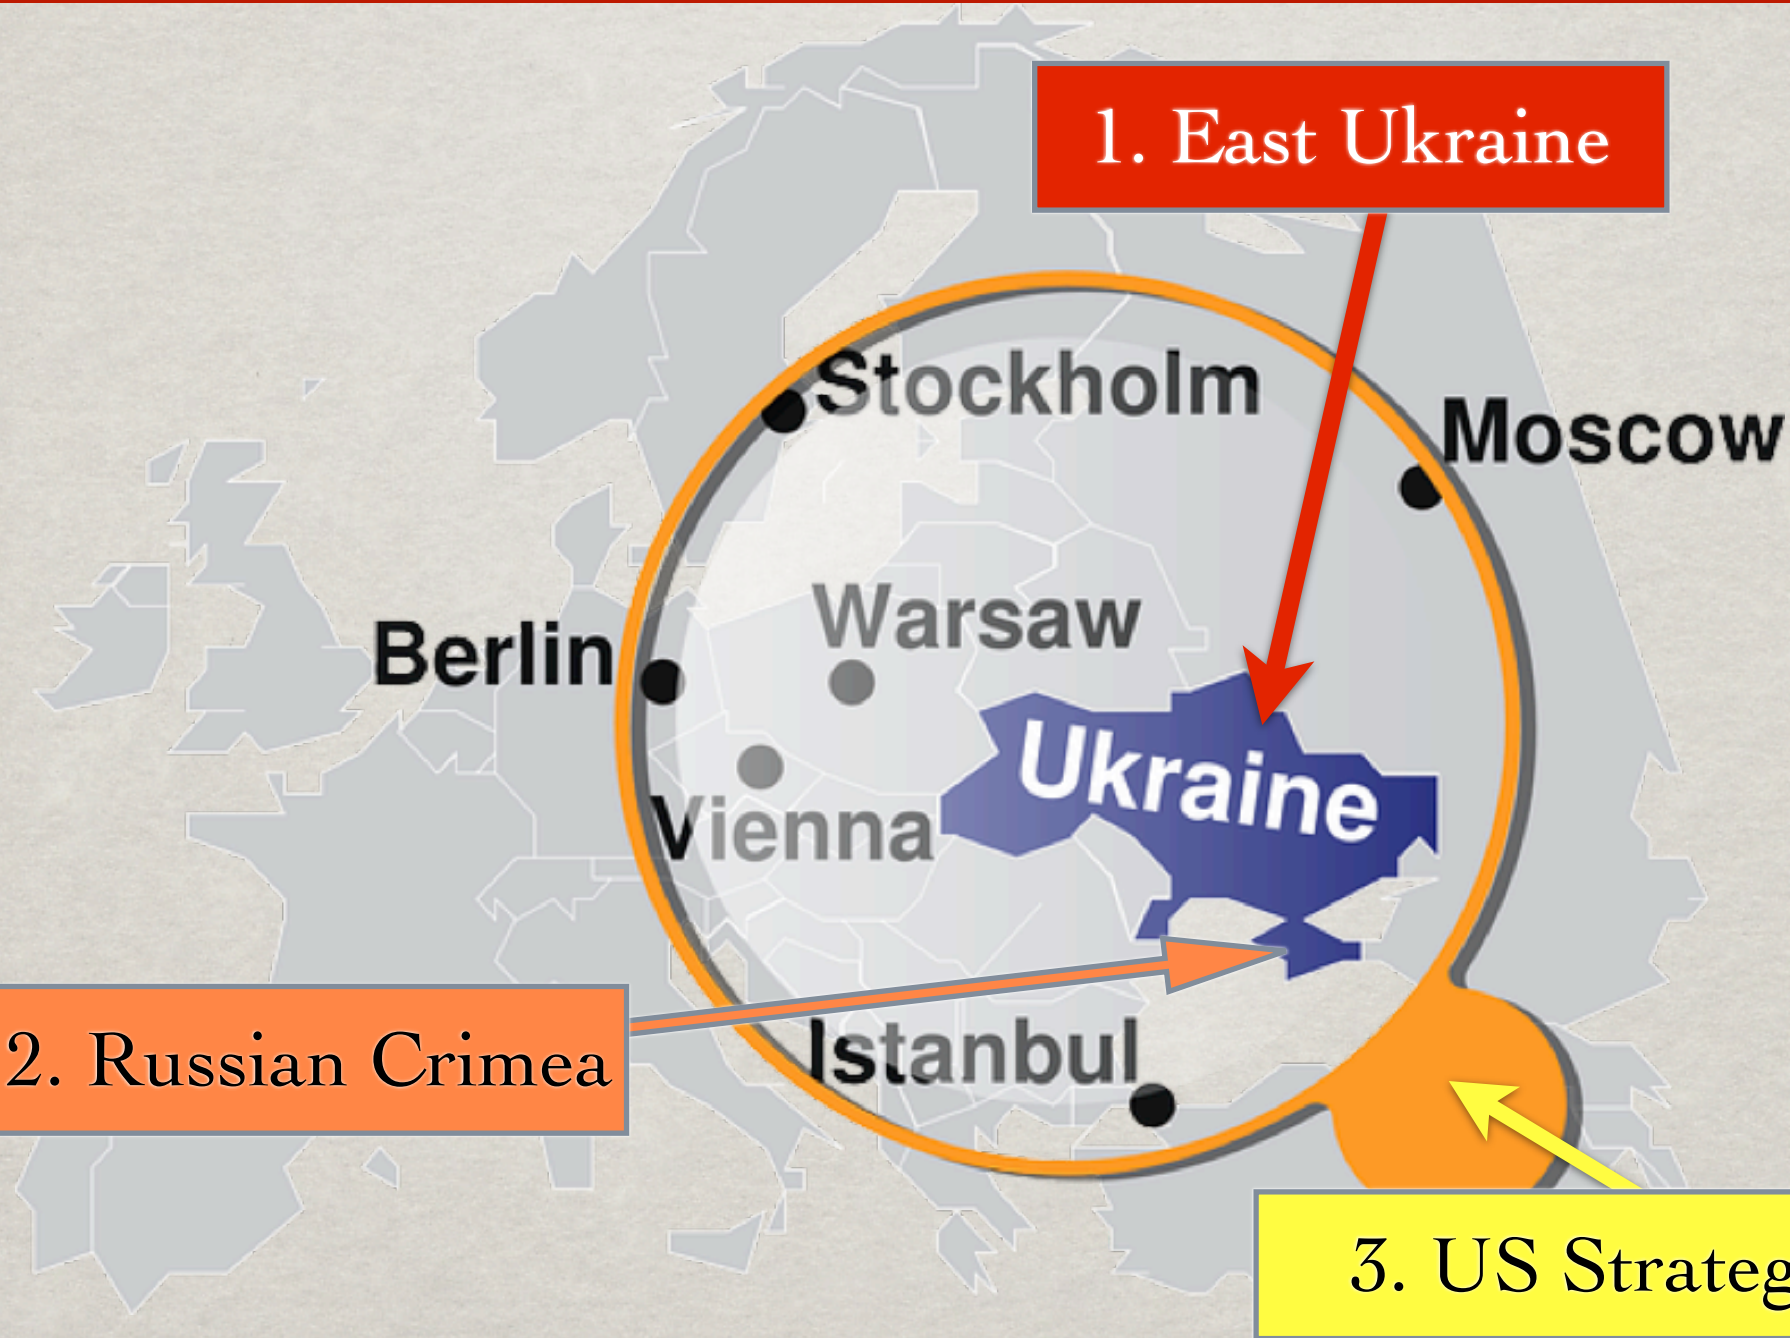 1. East Ukraine
Stockholm
Moscow
Warsaw
Berlin
Ukraine
Vienna
2. Russian Crimea
Istanbul
3. US Strateg